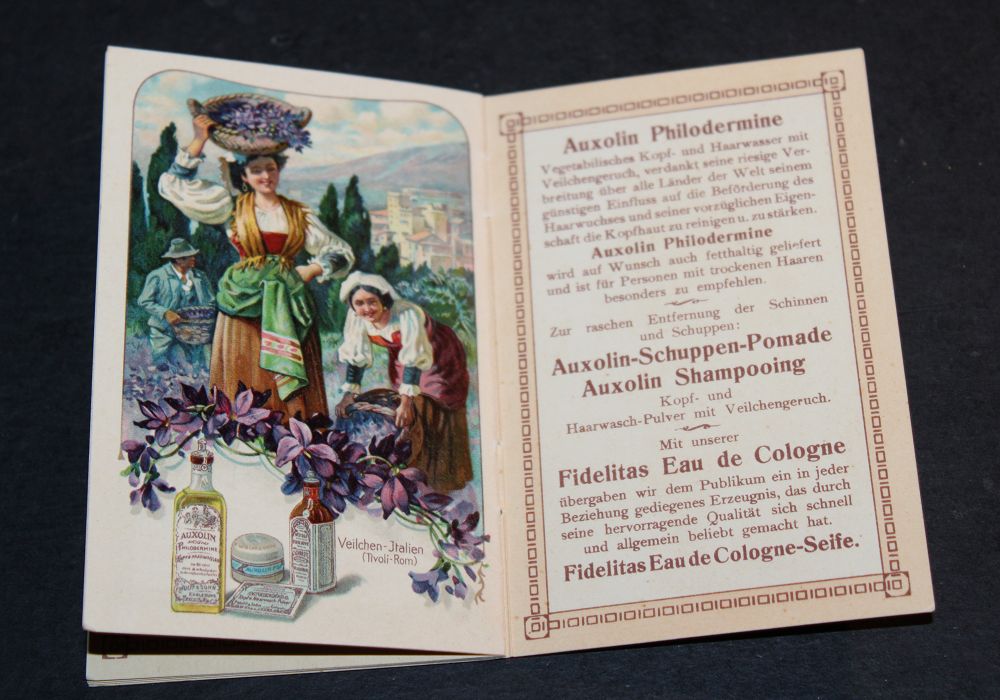 Veilchen-Jtalien
(Tivoli-Rom)
AUXOLIN
PHILODERMINE
Auxolin Philodermine
Vegetabilisches Kopf- und Haarwasser mit
Veilchengeruch, verdankt seine riesige Ver-
breitung über alle Länder der Welt seinem
günstigen Einfluss auf die Beförderung des
Haarwuchses und seiner vorzüglichen Eigen-
schaft die Kopfhaut zu reinigen u. zu stärken.
Auxolin Philodermine
wird auf Wunsch auch fetthaltig geliefert
und ist für Personen mit trockenen Haaren
besonders zu empfehlen.
Zur raschen Entfernung der Schinnen
und Schuppen:
Auxolin-Schuppen-Pomade
Auxolin Shampooing
Kopf- und
Haarwasch-Pulver mit Veilchengeruch.
Mit unserer
Fidelitas Eau de Cologne
übergaben wir dem Publikum ein in jeder
Beziehung gediegenes Erzeugnis, das durch
seine hervorragende Qualität sich schnell
und allgemein beliebt gemacht hat.
Fidelitas Eau de Cologne-Seife.